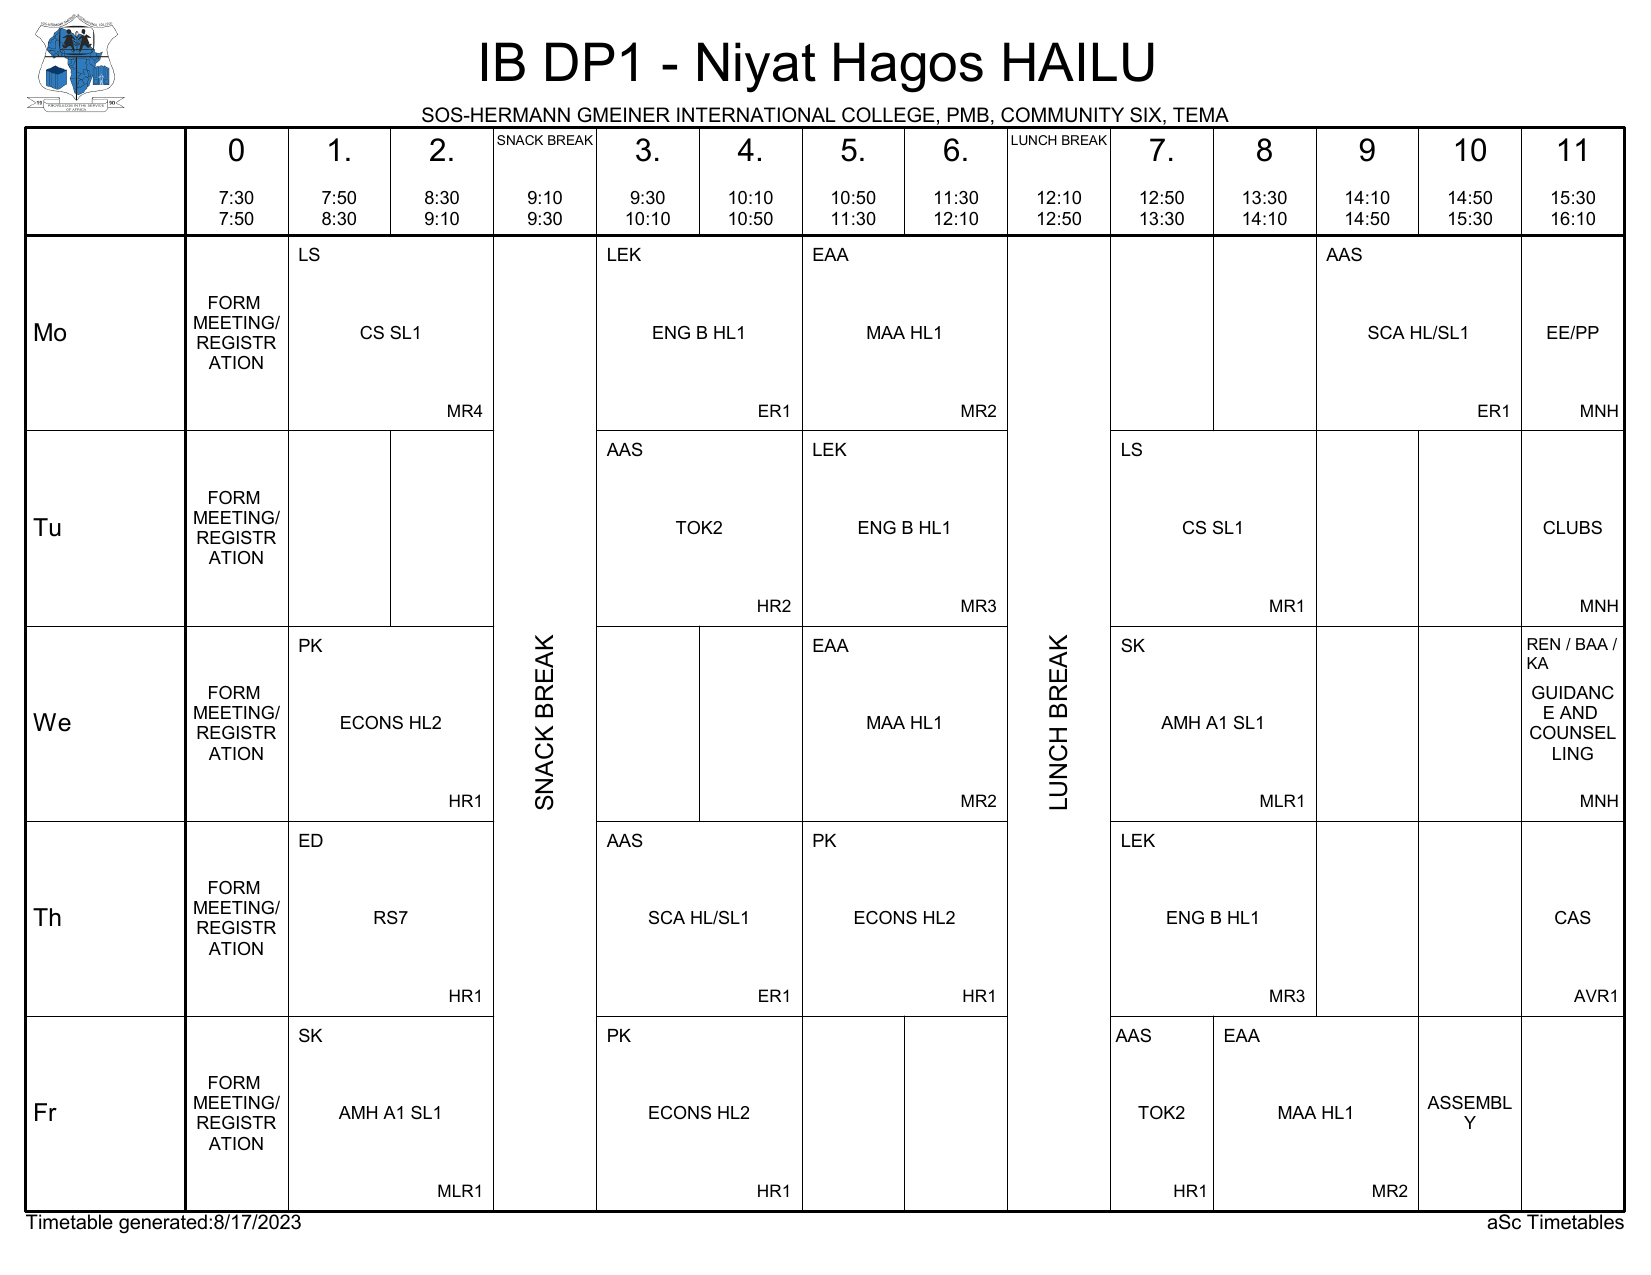 IB DP1 - Niyat Hagos HAILU
SOS-HERMANN GMEINER INTERNATIONAL COLLEGE, PMB, COMMUNITY SIX, TEMA
0 1. 2. SNACK BREAK 3. 4. 5. 6. LUNCH BREAK 7. 8 9 10 11
7:30 7:50 8:30 9:10 9:30 10:10 10:50 11:30 12:10 12:50 13:30 14:10 14:50 15:30
7:50 8:30 9:10 9:30 10:10 10:50 11:30 12:10 12:50 13:30 14:10 14:50 15:30 16:10
Mo
FORM
MEETING/
REGISTR
ATION
LS
CS SL1
MR4
LEK
ENG B HL1
ER1
EAA
MAA HL1
MR2
AAS
SCA HL/SL1
ER1
EE/PP
MNH
Tu
FORM
MEETING/
REGISTR
ATION
AAS
TOK2
HR2
LEK
ENG B HL1
MR3
LS
CS SL1
MR1
CLUBS
MNH
We
FORM
MEETING/
REGISTR
ATION
PK
ECONS HL2
HR1
SNACK BREAK
EAA
MAA HL1
MR2
LUNCH BREAK
SK
AMH A1 SL1
MLR1
REN / BAA /
KA
GUIDANC
E AND
COUNSEL
LING
MNH
Th
FORM
MEETING/
REGISTR
ATION
ED
RS7
HR1
AAS
SCA HL/SL1
ER1
PK
ECONS HL2
HR1
LEK
ENG B HL1
MR3
CAS
AVR1
Fr
FORM
MEETING/
REGISTR
ATION
SK
AMH A1 SL1
MLR1
PK
ECONS HL2
HR1
AAS
TOK2
HR1
EAA
MAA HL1
MR2
ASSEMBL
Y
Timetable generated:8/17/2023
aSc Timetables